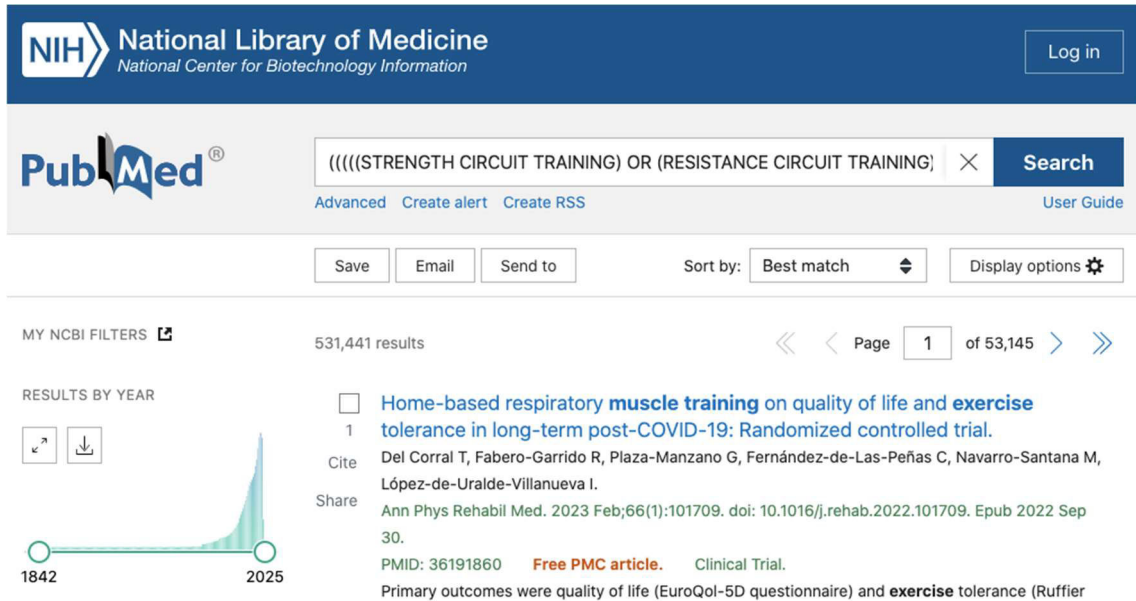 NIH National Library of Medicine
National Center for Biotechnology Information
Log in
PubMed®
(((((STRENGTH CIRCUIT TRAINING) OR (RESISTANCE CIRCUIT TRAINING)
Search
Advanced Create alert Create RSS
User Guide
Save Email Send to
Sort by: Best match
Display options
MY NCBI FILTERS
531,441 results
Page 1 of 53,145
RESULTS BY YEAR
1842 2025
Home-based respiratory muscle training on quality of life and exercise
1 tolerance in long-term post-COVID-19: Randomized controlled trial.
Cite Del Corral T, Fabero-Garrido R, Plaza-Manzano G, Fernández-de-Las-Peñas C, Navarro-Santana M,
López-de-Uralde-Villanueva I.
Share Ann Phys Rehabil Med. 2023 Feb;66(1):101709. doi: 10.1016/j.rehab.2022.101709. Epub 2022 Sep
30.
PMID: 36191860 Free PMC article. Clinical Trial.
Primary outcomes were quality of life (EuroQol-5D questionnaire) and exercise tolerance (Ruffier